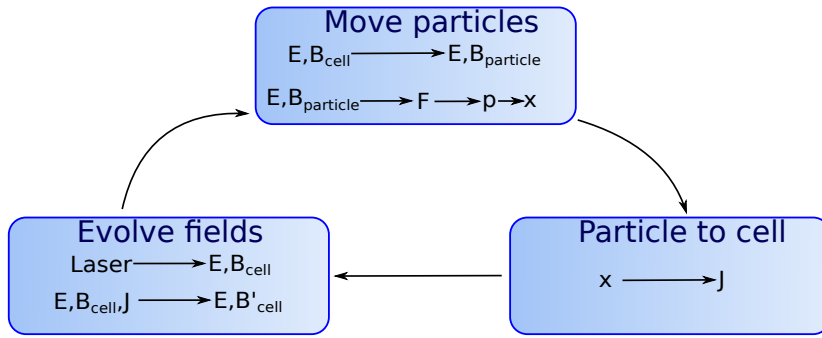 Move particles
E,Bcell → E,Bparticle
E,Bparticle → F → p → x
Evolve fields
Laser → E,Bcell
E,Bcell,J → E,B'cell
Particle to cell
x → J